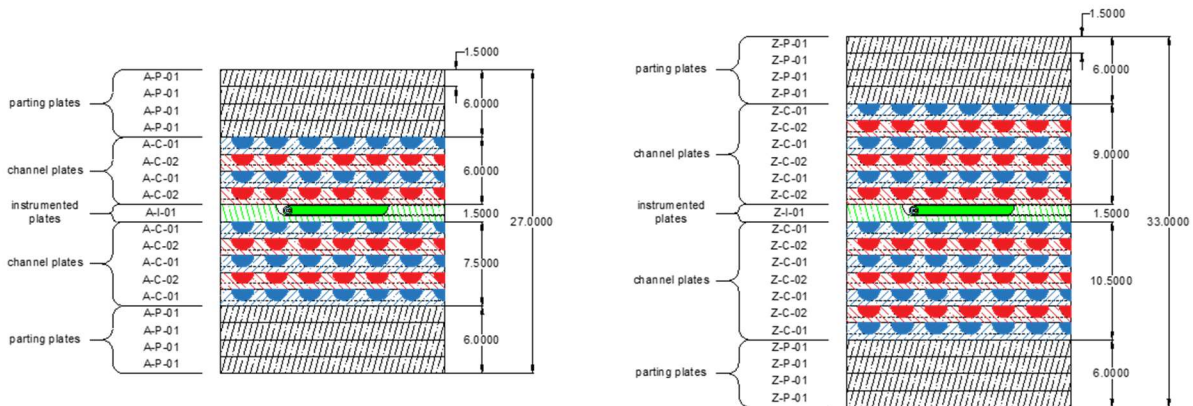 1.5000
A-P-01
A-P-01
A-P-01
A-P-01
parting plates
6.0000
A-C-01
A-C-02
A-C-01
A-C-02
channel plates
6.0000
instrumented
plates
A-I-01
1.5000
27.0000
A-C-01
A-C-02
A-C-01
A-C-02
A-C-01
channel plates
7.5000
A-P-01
A-P-01
A-P-01
A-P-01
parting plates
6.0000
1.5000
Z-P-01
Z-P-01
Z-P-01
Z-P-01
parting plates
6.0000
Z-C-01
Z-C-02
Z-C-01
Z-C-02
Z-C-01
Z-C-02
channel plates
9.0000
instrumented
plates
Z-I-01
1.5000
33.0000
Z-C-01
Z-C-02
Z-C-01
Z-C-02
Z-C-01
Z-C-02
Z-C-01
channel plates
10.5000
Z-P-01
Z-P-01
Z-P-01
Z-P-01
parting plates
6.0000